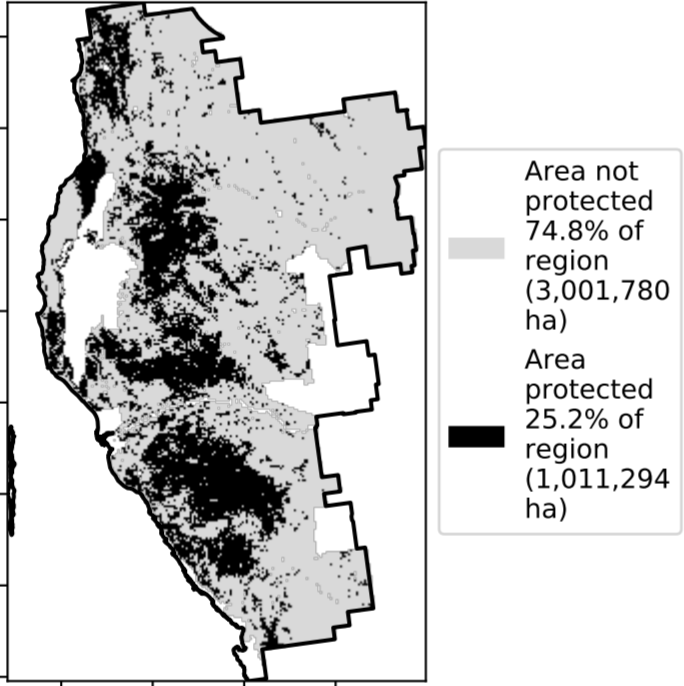 Area not
protected
74.8% of
region
(3,001,780
ha)
Area
protected
25.2% of
region
(1,011,294
ha)